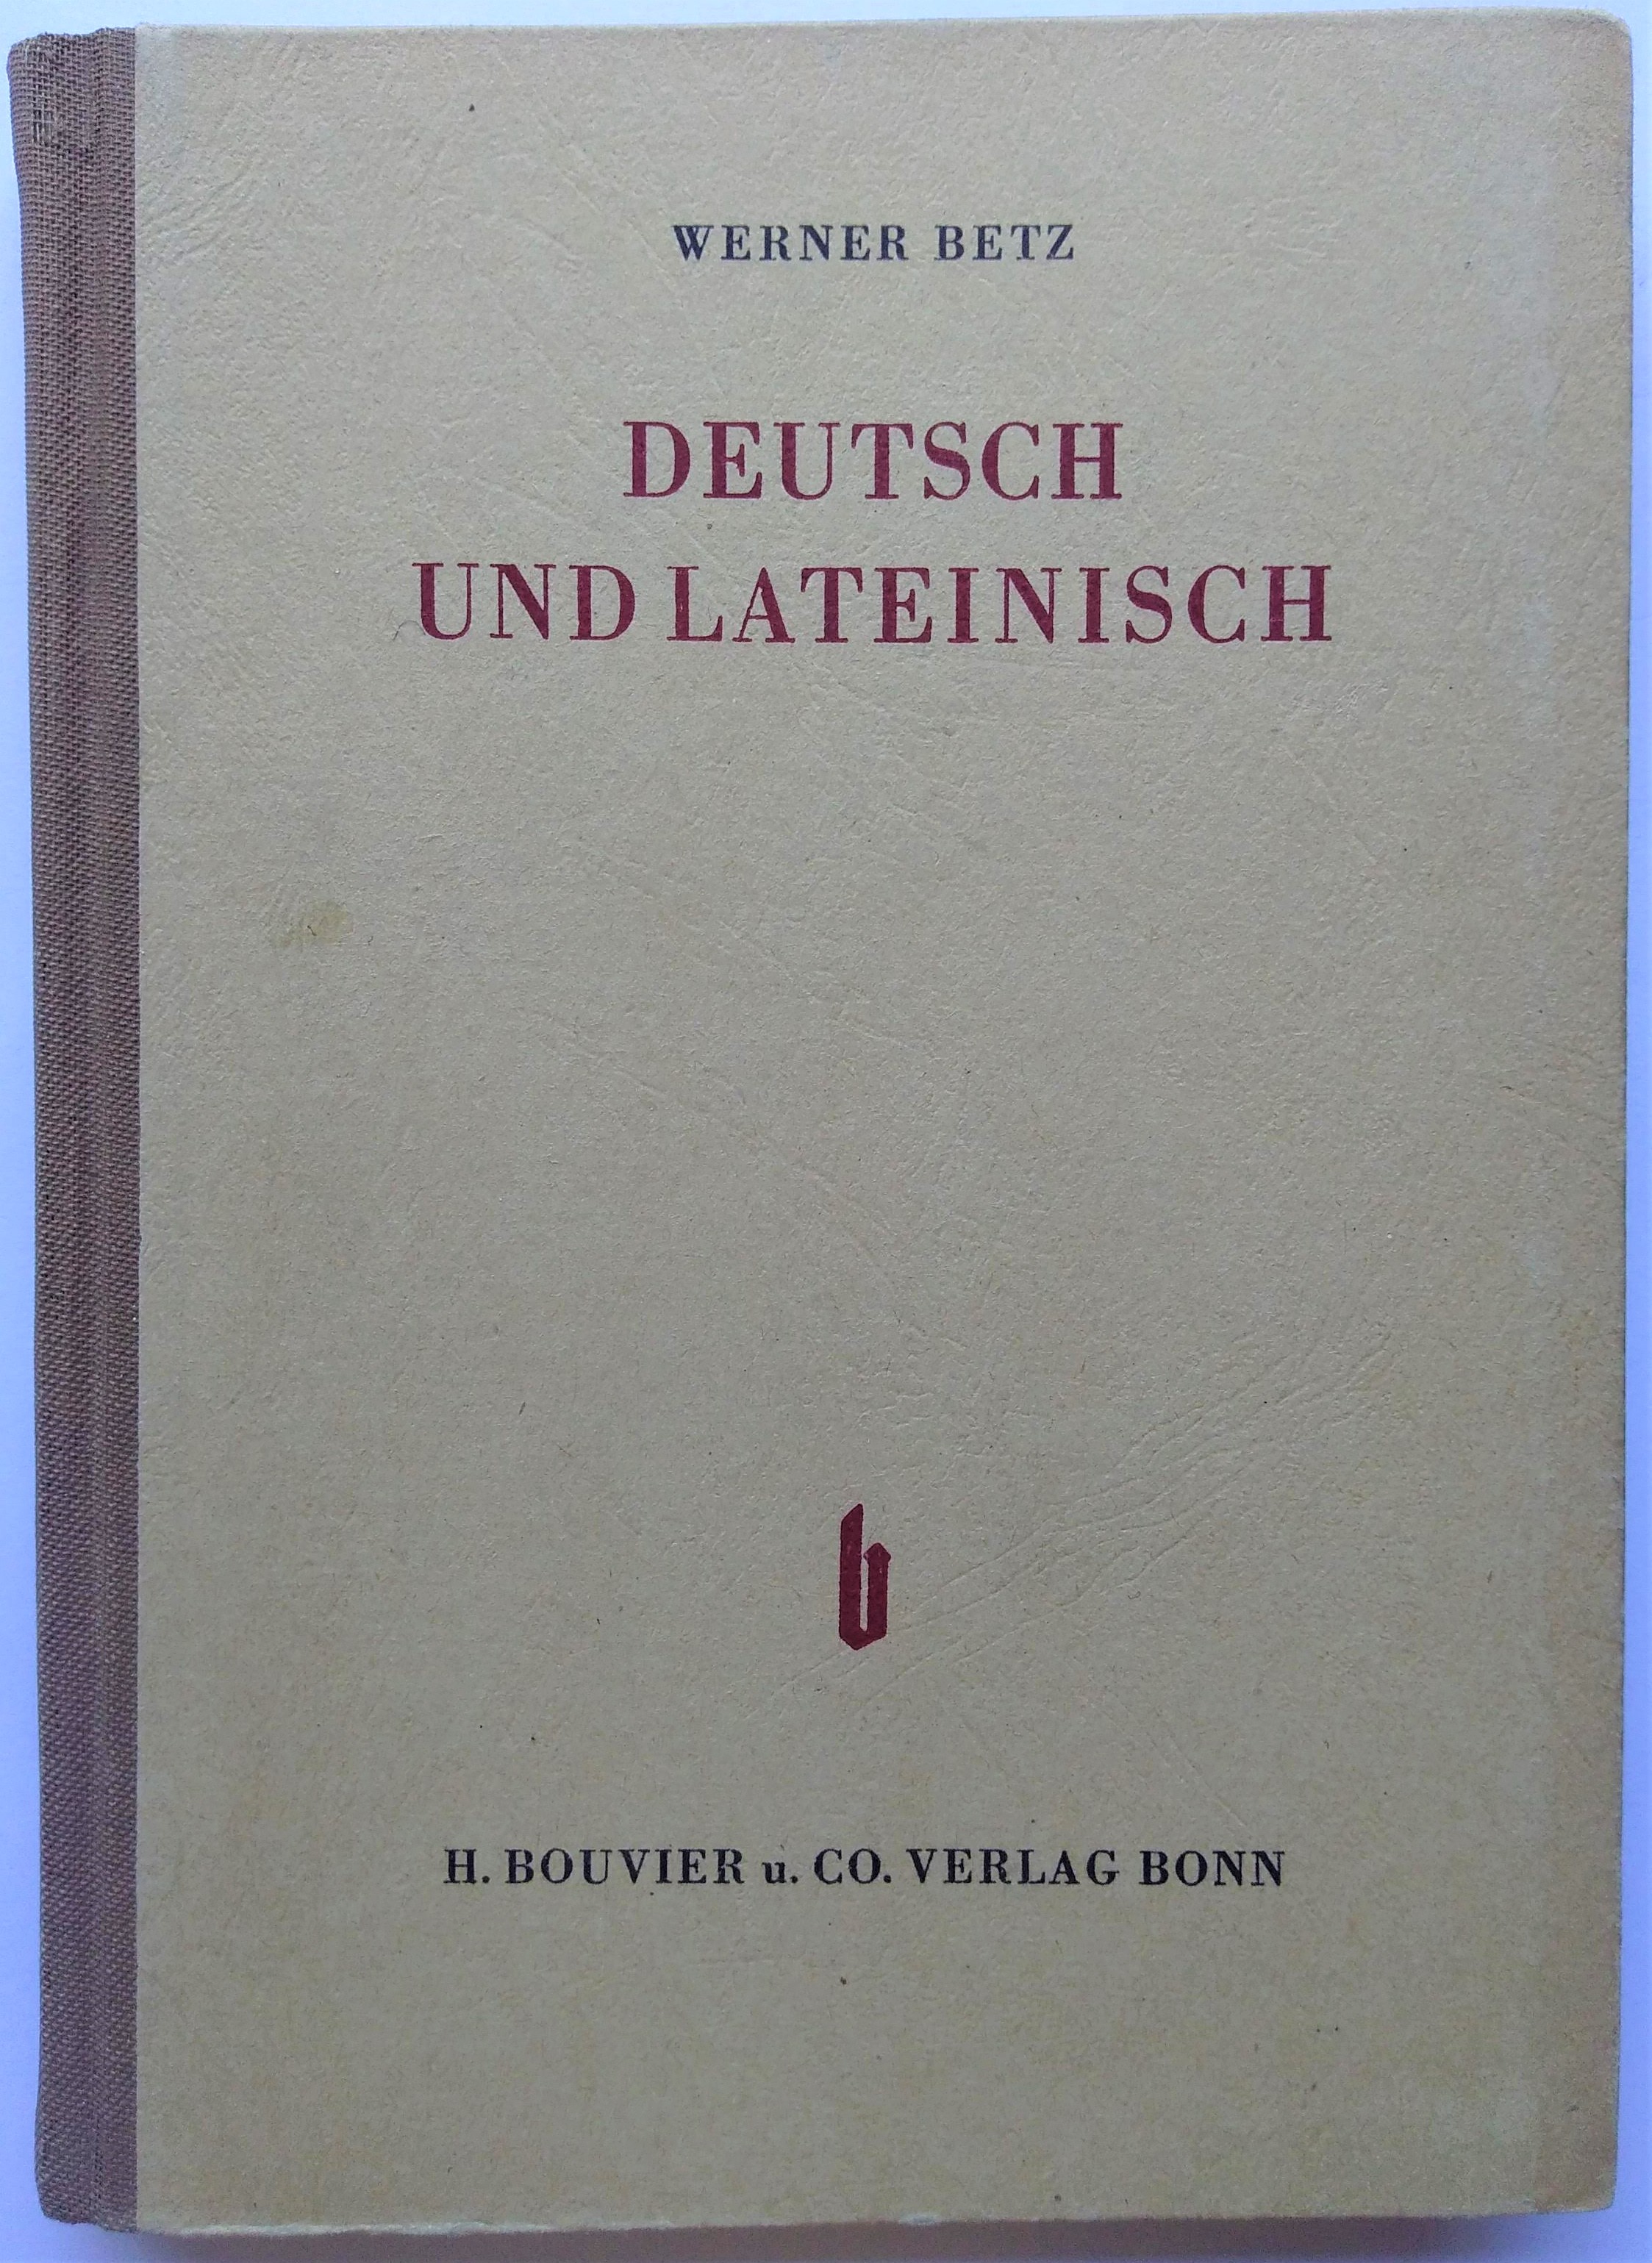 WERNER BETZ
DEUTSCH
UND LATEINISCH
b
H. BOUVIER u. CO. VERLAG BONN